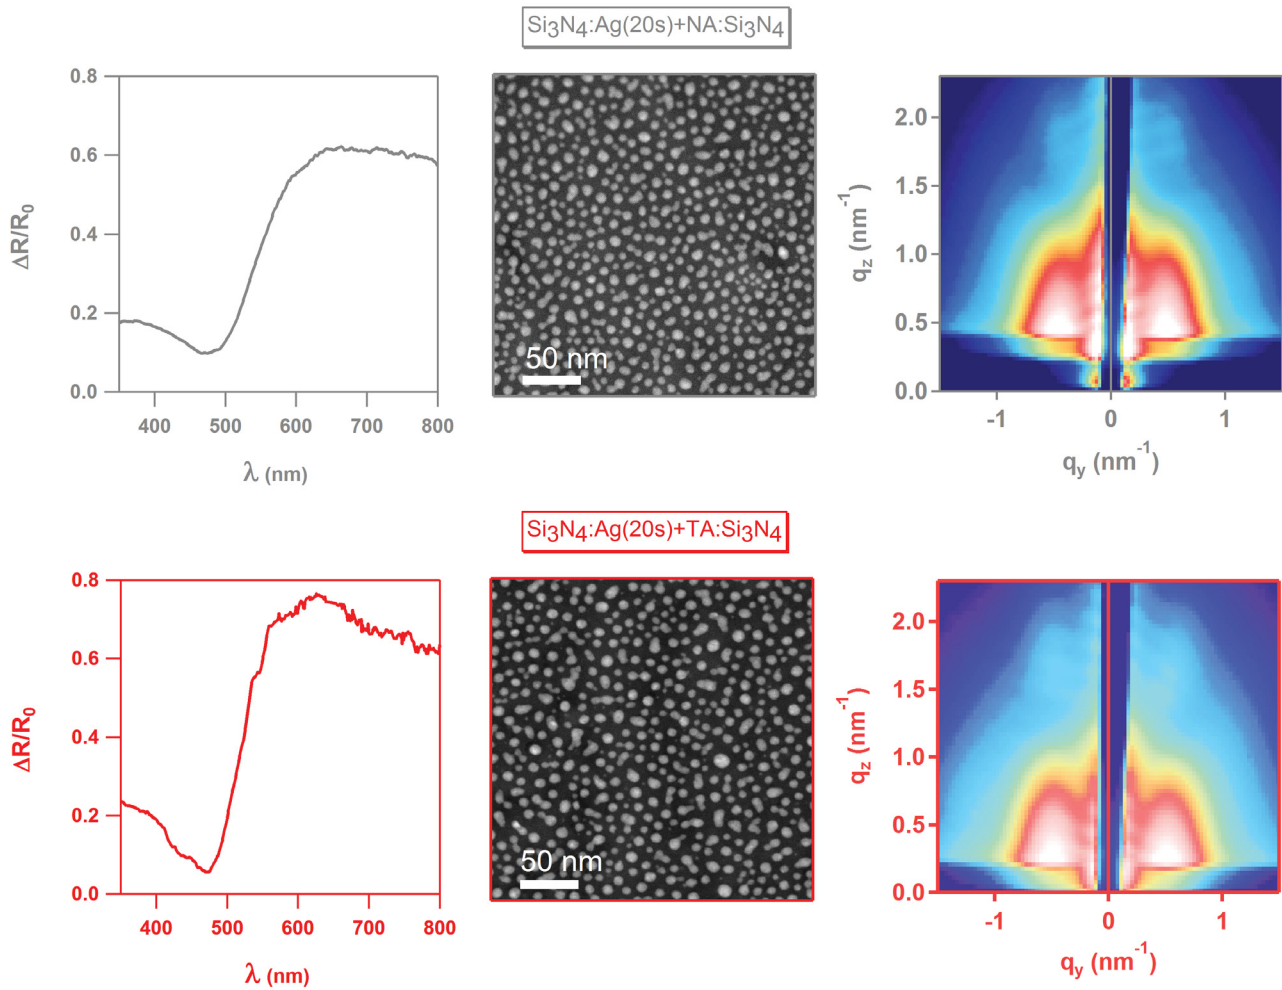 Si3N4:Ag(20s)+NA:Si3N4
0.8
0.6
0.4
0.2
0.0
ΔR/R0
400 500 600 700 800
λ (nm)
50 nm
2.0
1.5
1.0
0.5
0.0
qz (nm-1)
-1 0 1
qy (nm-1)
Si3N4:Ag(20s)+TA:Si3N4
0.8
0.6
0.4
0.2
0.0
ΔR/R0
400 500 600 700 800
λ (nm)
50 nm
2.0
1.5
1.0
0.5
0.0
qz (nm-1)
-1 0 1
qy (nm-1)